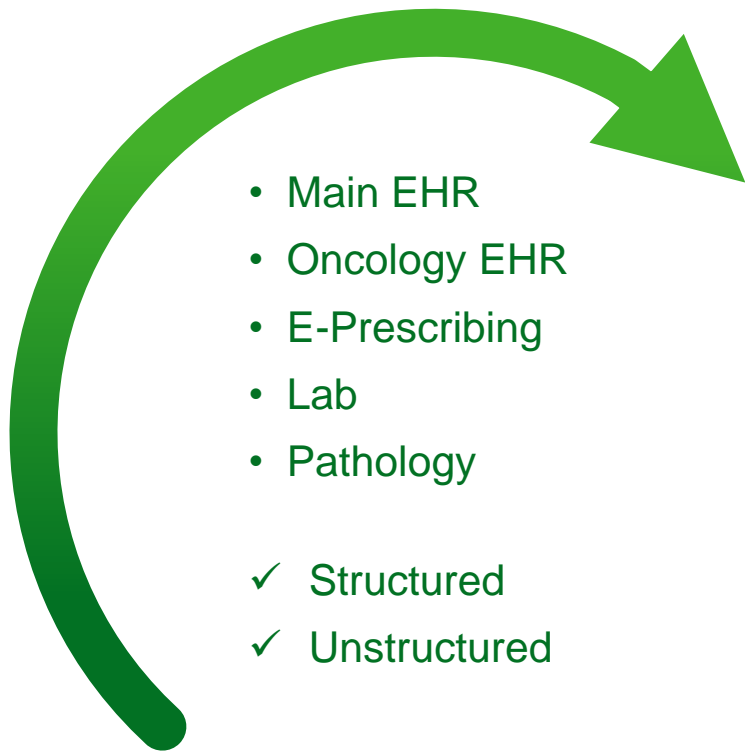 • Main EHR
• Oncology EHR
• E-Prescribing
• Lab
• Pathology
✓ Structured
✓ Unstructured